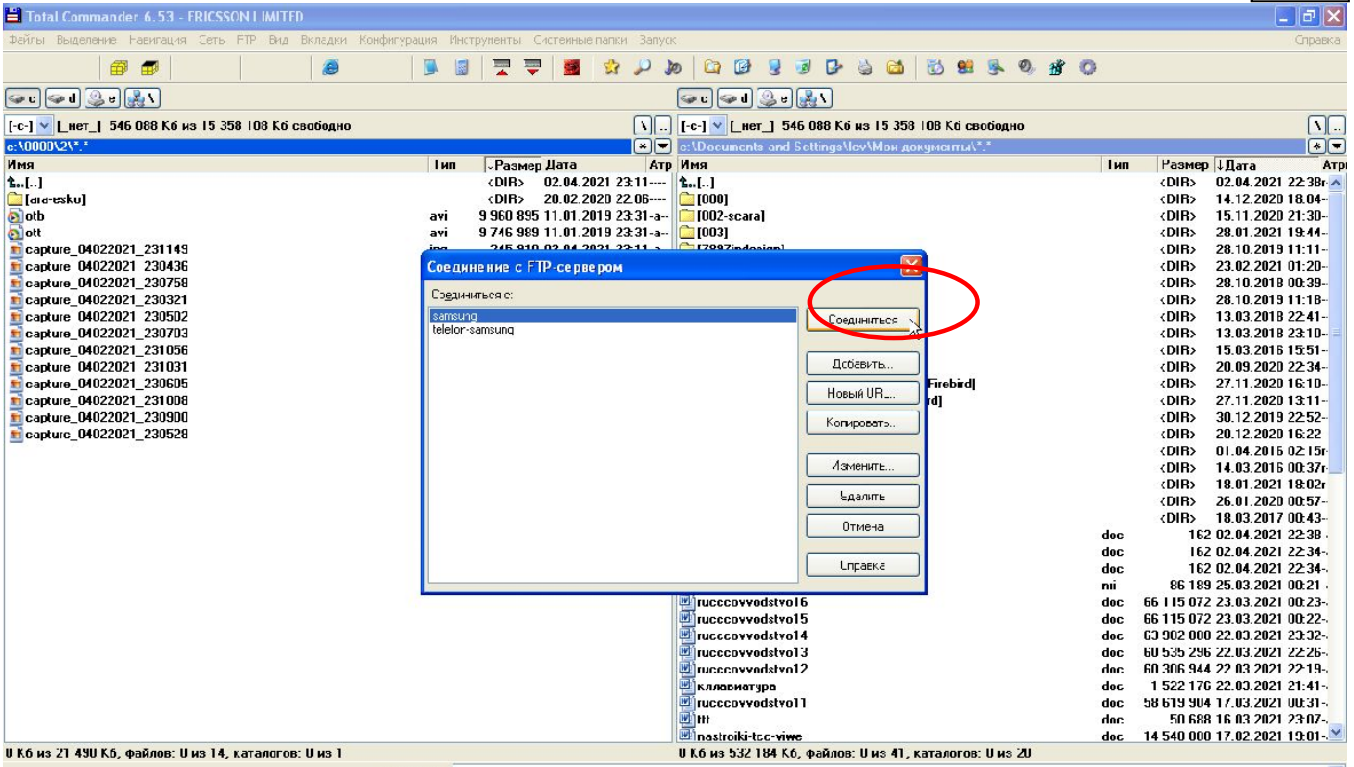 Total Commander 6.53 - ERICSSON LIMITED
Файлы Выделение Навигация Сеть FTP Вид Вкладки Конфигурация Инструменты Системные папки Запуск Справка
c d e \
c d e \
[-c-] [_нет_] 546 088 Кб из 15 358 108 Кб свободно \ ..
[-c-] [_нет_] 546 088 Кб из 15 358 108 Кб свободно \ ..
c:\0000\2\*.*
c:\Documents and Settings\lev\Мои документы\*.*
Имя Тип Размер Дата Атр
[..] <DIR> 02.04.2021 23:11----
[ara-esku] <DIR> 20.02.2020 22:06----
otb avi 9 960 895 11.01.2019 23:31-a--
ott avi 9 746 989 11.01.2019 23:31-a--
capture_04022021_231149
capture_04022021_230436
capture_04022021_230758
capture_04022021_230321
capture_04022021_230502
capture_04022021_230703
capture_04022021_231056
capture_04022021_231031
capture_04022021_230605
capture_04022021_231008
capture_04022021_230900
capture_04022021_230528
Имя Тип Размер ↓Дата Атри
[..] <DIR> 02.04.2021 22:38r-
[000] <DIR> 14.12.2020 18:04--
[002-scara] <DIR> 15.11.2020 21:30--
[003] <DIR> 28.01.2021 19:44--
<DIR> 28.10.2019 11:11--
<DIR> 23.02.2021 01:20--
<DIR> 28.10.2018 00:39--
<DIR> 28.10.2019 11:18--
<DIR> 13.03.2018 22:41--
<DIR> 13.03.2018 23:10--
<DIR> 15.03.2016 15:51--
<DIR> 20.09.2020 22:34--
Firebird] <DIR> 27.11.2020 16:10--
rd] <DIR> 27.11.2020 13:11--
<DIR> 30.12.2019 22:52--
<DIR> 20.12.2020 16:22
<DIR> 01.04.2016 02:15r-
<DIR> 14.03.2016 00:37r-
<DIR> 18.01.2021 18:02r
<DIR> 26.01.2020 00:57--
<DIR> 18.03.2017 00:43--
doc 162 02.04.2021 22:38
doc 162 02.04.2021 22:34-
doc 162 02.04.2021 22:34-
86 189 25.03.2021 00:21
rucccovvodstvo16 doc 66 115 072 23.03.2021 00:23-
rucccovvodstvo15 doc 66 115 072 23.03.2021 00:22-
rucccovvodstvo14 doc 63 902 000 22.03.2021 23:32-
rucccovvodstvo13 doc 60 535 296 22.03.2021 22:26-
rucccovvodstvo12 doc 60 306 944 22.03.2021 22:19-
кллавиатура doc 1 522 176 22.03.2021 21:41-
rucccovvodstvo11 doc 58 619 904 17.03.2021 00:31-
ttt doc 50 688 16.03.2021 23:07-
nastroiki-tcc-viwe doc 14 540 000 17.02.2021 19:01-
Соединение с FTP-сервером
Соединиться с:
samsung
telelor-samsung
Соединиться
Добавить...
Новый URL...
Копировать...
Изменить...
Удалить
Отмена
Справка
0 Кб из 21 490 Кб, файлов: 0 из 14, каталогов: 0 из 1
0 Кб из 532 184 Кб, файлов: 0 из 41, каталогов: 0 из 20